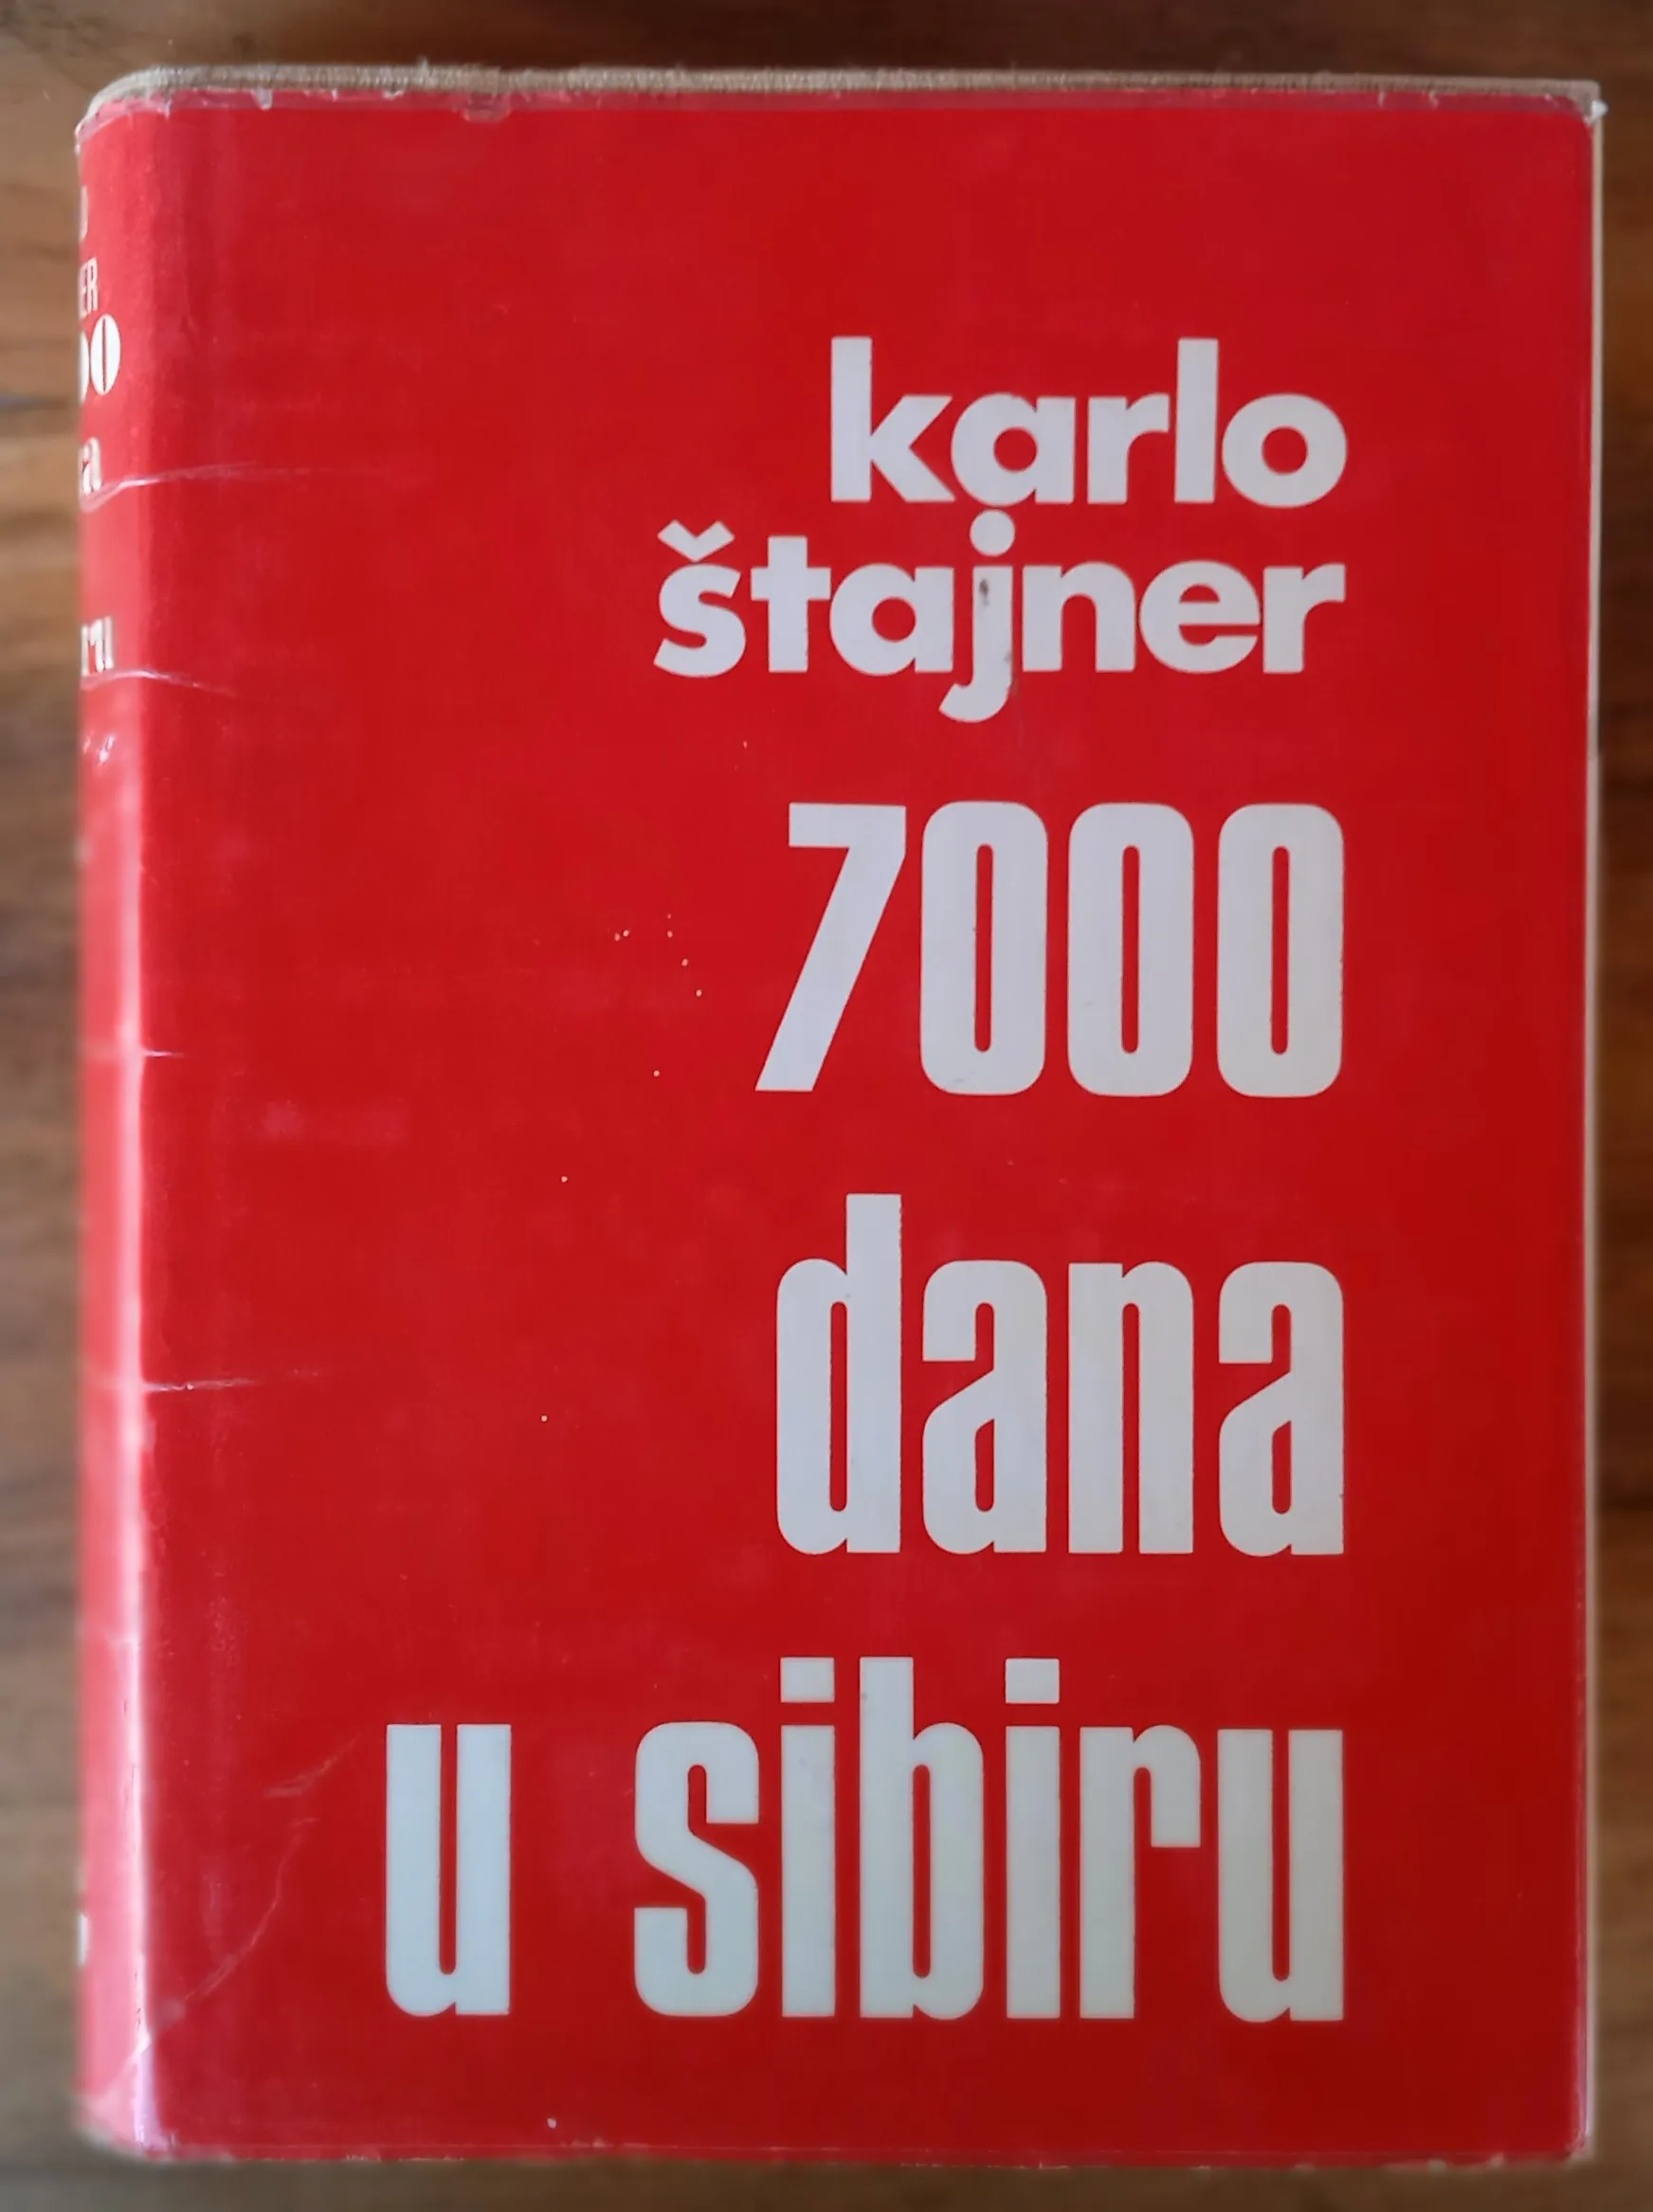 karlo
štajner
7000
dana
u sibiru